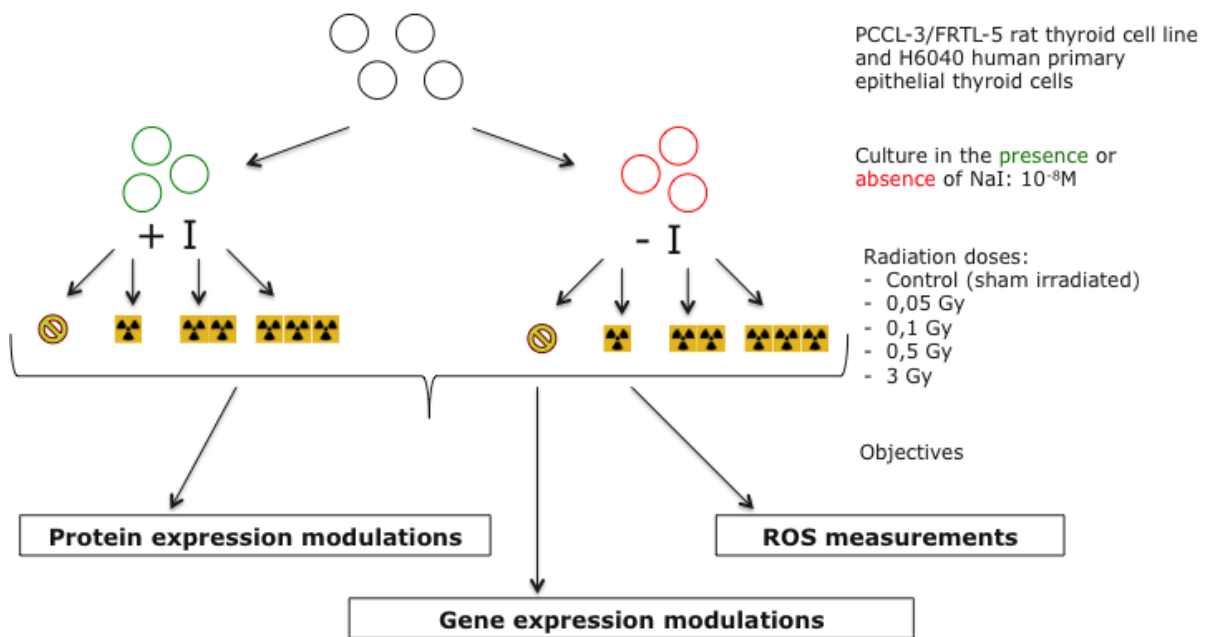 PCCL-3/FRTL-5 rat thyroid cell line
and H6040 human primary
epithelial thyroid cells
Culture in the presence or
absence of NaI: 10⁻⁸M
+ I
- I
Radiation doses:
- Control (sham irradiated)
- 0,05 Gy
- 0,1 Gy
- 0,5 Gy
- 3 Gy
Objectives
Protein expression modulations
ROS measurements
Gene expression modulations